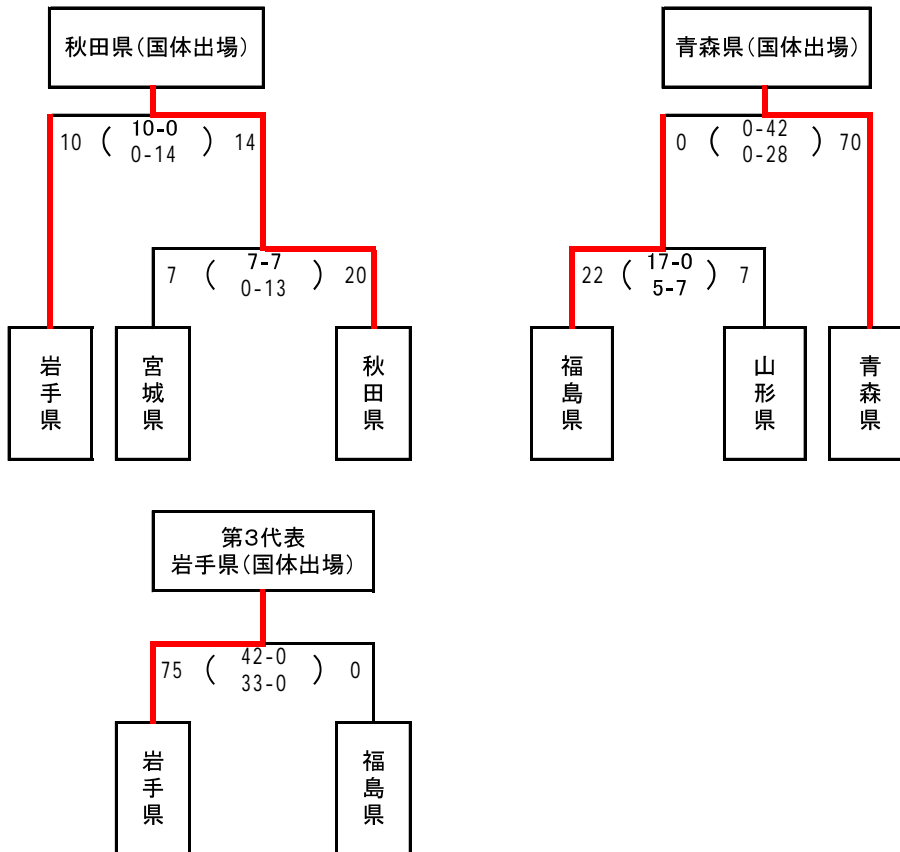 秋田県(国体出場)
青森県(国体出場)
10 ( 10-0 ) 14
0-14
0 ( 0-42 ) 70
0-28
7 ( 7-7 ) 20
0-13
22 ( 17-0 ) 7
5-7
岩手県
宮城県
秋田県
福島県
山形県
青森県
第3代表
岩手県(国体出場)
75 ( 42-0 ) 0
33-0
岩手県
福島県